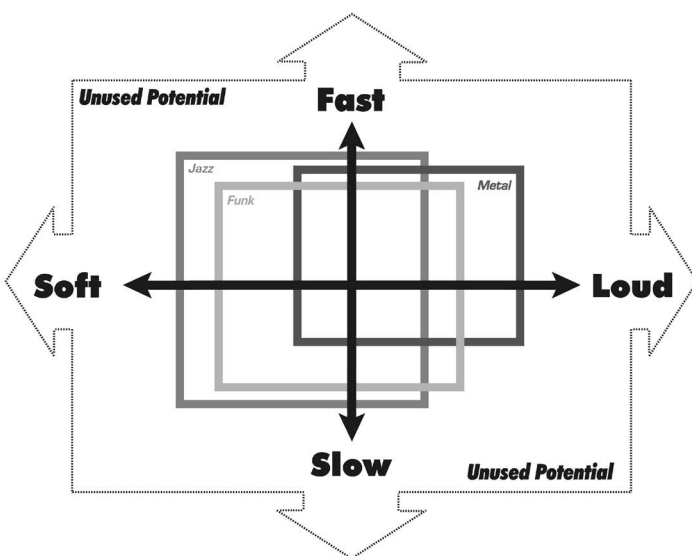 Unused Potential
Fast
Jazz
Metal
Funk
Soft
Loud
Slow
Unused Potential